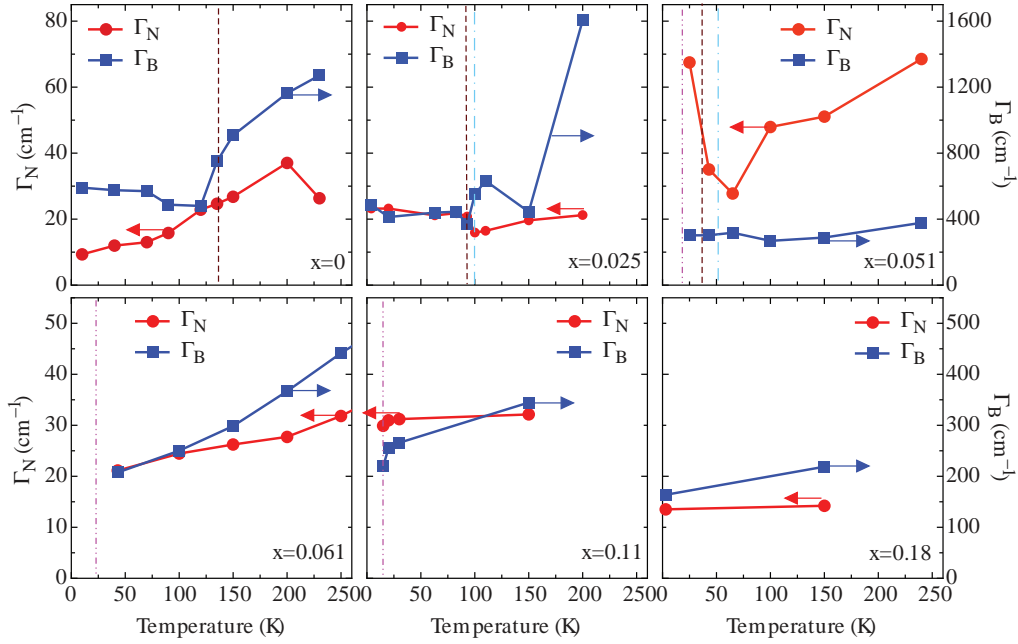 80
60
40
20
0
Γ_N (cm⁻¹)
Γ_N
Γ_B
x=0
Γ_N
Γ_B
x=0.025
Γ_N
Γ_B
x=0.051
1600
1200
800
400
0
Γ_B (cm⁻¹)
50
40
30
20
10
0
Γ_N (cm⁻¹)
Γ_N
Γ_B
x=0.061
Γ_N
Γ_B
x=0.11
Γ_N
Γ_B
x=0.18
500
400
300
200
100
0
Γ_B (cm⁻¹)
0 50 100 150 200 250 50 100 150 200 250 50 100 150 200 250
Temperature (K) Temperature (K) Temperature (K)